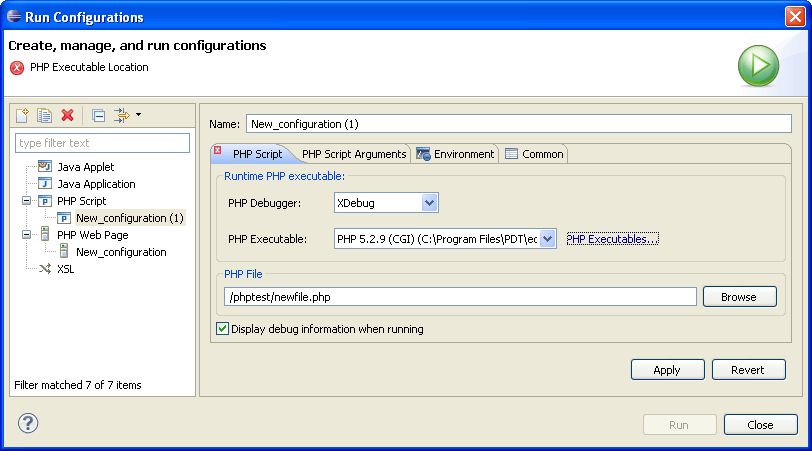 Run Configurations
Create, manage, and run configurations
PHP Executable Location
type filter text
Java Applet
Java Application
PHP Script
New_configuration (1)
PHP Web Page
New_configuration
XSL
Filter matched 7 of 7 items
Name: New_configuration (1)
PHP Script PHP Script Arguments Environment Common
Runtime PHP executable:
PHP Debugger: XDebug
PHP Executable: PHP 5.2.9 (CGI) (C:\Program Files\PDT\ec PHP Executables...
PHP File
/phptest/newfile.php Browse
Display debug information when running
Apply Revert
? Run Close